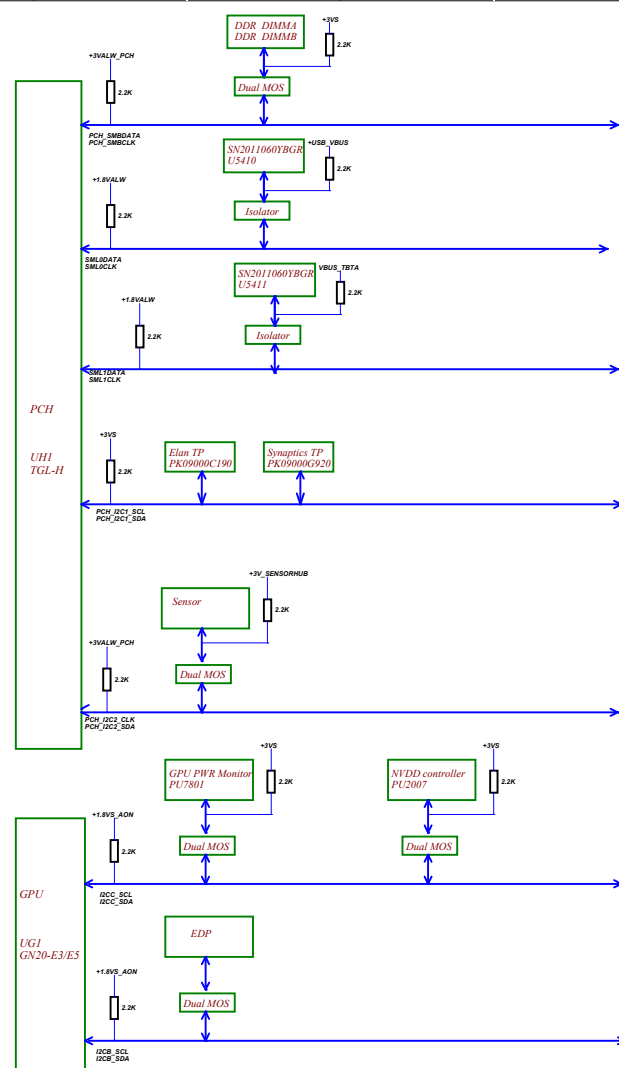 DDR DIMMA
DDR DIMMB
+3VS
2.2K
+3VALW_PCH
2.2K
Dual MOS
PCH_SMBDATA
PCH_SMBCLK
SN2011060YBGR
U5410
+USB_VBUS
2.2K
+1.8VALW
2.2K
Isolator
SML0DATA
SML0CLK
SN2011060YBGR
U5411
VBUS_TBTA
2.2K
+1.8VALW
2.2K
Isolator
SML1DATA
SML1CLK
PCH
UH1
TGL-H
+3VS
2.2K
Elan TP
PK09000C190
Synaptics TP
PK09000G920
PCH_I2C1_SCL
PCH_I2C1_SDA
+3V_SENSORHUB
2.2K
Sensor
+3VALW_PCH
2.2K
Dual MOS
PCH_I2C2_CLK
PCH_I2C2_SDA
+3VS
2.2K
GPU PWR Monitor
PU7801
+3VS
2.2K
NVDD controller
PU2007
+1.8VS_AON
2.2K
Dual MOS
Dual MOS
I2CC_SCL
I2CC_SDA
GPU
UG1
GN20-E3/E5
EDP
+1.8VS_AON
2.2K
Dual MOS
I2CB_SCL
I2CB_SDA